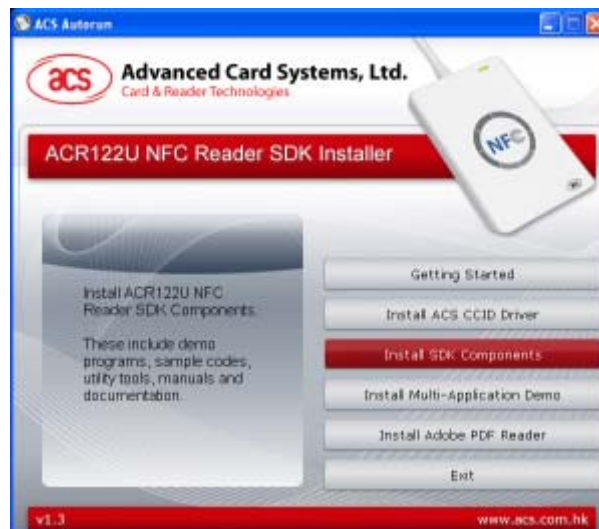 ACS Autorun
acs
Advanced Card Systems, Ltd.
Card & Reader Technologies
NFC
ACR122U NFC Reader SDK Installer
Install ACR122U NFC
Reader SDK Components.
These include demo
programs, sample codes,
utility tools, manuals and
documentation.
Getting Started
Install ACS CCID Driver
Install SDK Components
Install Multi-Application Demo
Install Adobe PDF Reader
Exit
v1.3
www.acs.com.hk